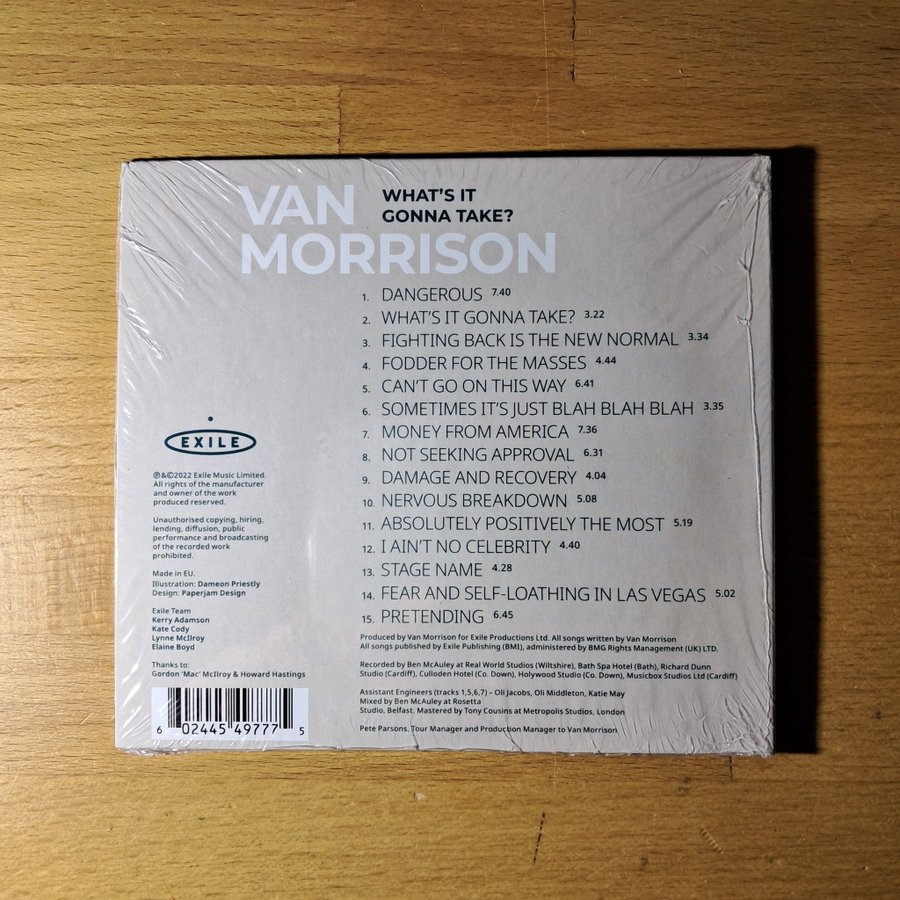 VAN
MORRISON
WHAT'S IT
GONNA TAKE?
1. DANGEROUS 7.40
2. WHAT'S IT GONNA TAKE? 3.22
3. FIGHTING BACK IS THE NEW NORMAL 3.34
4. FODDER FOR THE MASSES 4.44
5. CAN'T GO ON THIS WAY 6.41
6. SOMETIMES IT'S JUST BLAH BLAH BLAH 3.35
7. MONEY FROM AMERICA 7.36
8. NOT SEEKING APPROVAL 6.31
9. DAMAGE AND RECOVERY 4.04
10. NERVOUS BREAKDOWN 5.08
11. ABSOLUTELY POSITIVELY THE MOST 5.19
12. I AIN'T NO CELEBRITY 4.40
13. STAGE NAME 4.28
14. FEAR AND SELF-LOATHING IN LAS VEGAS 5.02
15. PRETENDING 6.45
EXILE
℗&©2022 Exile Music Limited.
All rights of the manufacturer
and owner of the work
produced reserved.
Unauthorised copying, hiring,
lending, diffusion, public
performance and broadcasting
of the recorded work
prohibited.
Made in EU.
Illustration: Dameon Priestly
Design: Paperjam Design
Exile Team
Kerry Adamson
Kate Cody
Lynne McIlroy
Elaine Boyd
Thanks to:
Gordon 'Mac' McIlroy & Howard Hastings
6 02445 49777 5
Produced by Van Morrison for Exile Productions Ltd. All songs written by Van Morrison
All songs published by Exile Publishing (BMI), administered by BMG Rights Management (UK) LTD.
Recorded by Ben McAuley at Real World Studios (Wiltshire), Bath Spa Hotel (Bath), Richard Dunn
Studio (Cardiff), Culloden Hotel (Co. Down), Holywood Studio (Co. Down), Musicbox Studios Ltd (Cardiff)
Assistant Engineers (tracks 1,5,6,7) – Oli Jacobs, Oli Middleton, Katie May
Mixed by Ben McAuley at Rosetta
Studio, Belfast. Mastered by Tony Cousins at Metropolis Studios, London
Pete Parsons, Tour Manager and Production Manager to Van Morrison